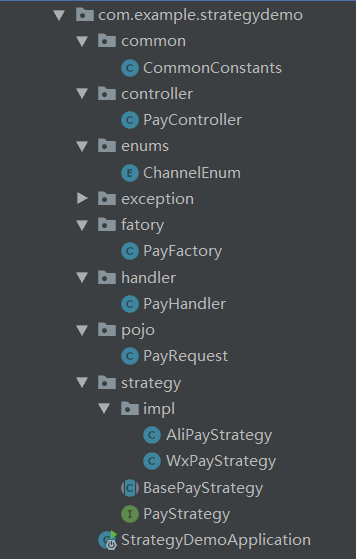 com.example.strategydemo
common
CommonConstants
controller
PayController
enums
ChannelEnum
exception
fatory
PayFactory
handler
PayHandler
pojo
PayRequest
strategy
impl
AliPayStrategy
WxPayStrategy
BasePayStrategy
PayStrategy
StrategyDemoApplication